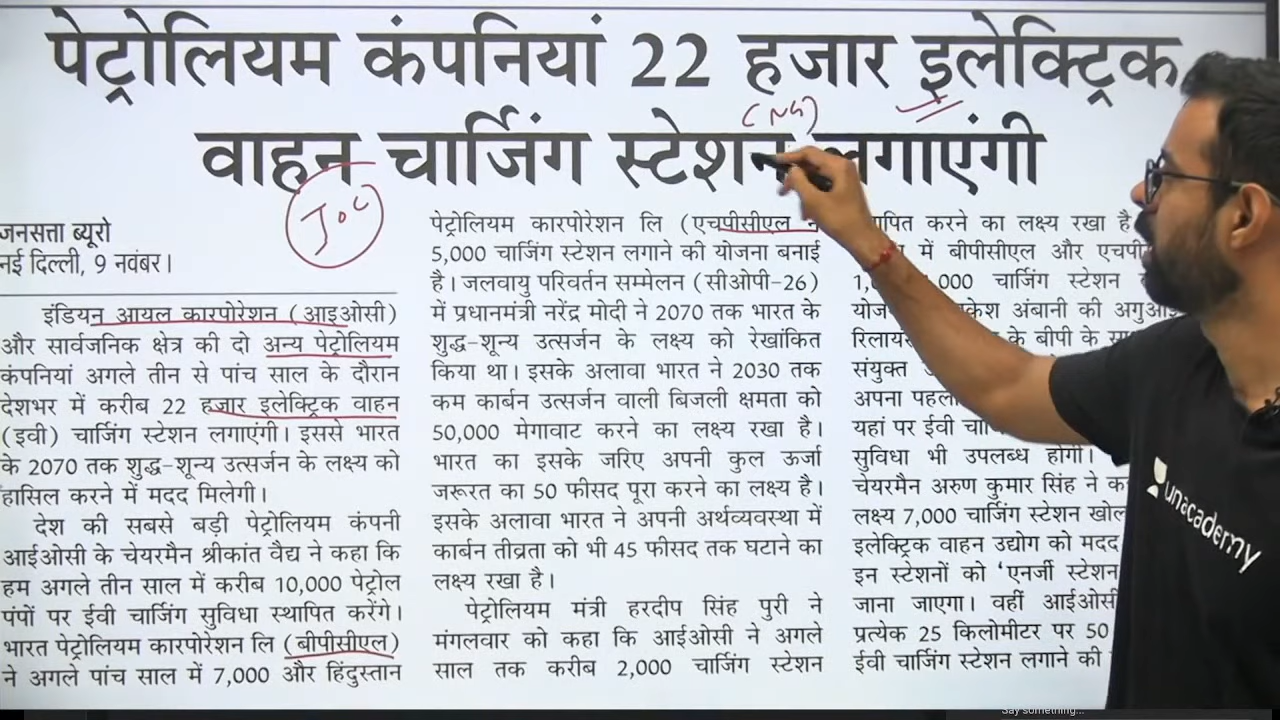 पेट्रोलियम कंपनियां 22 हजार इलेक्ट्रिक
वाहन चार्जिंग स्टेशन लगाएंगी
(NG)
जनसत्ता ब्यूरो
नई दिल्ली, 9 नवंबर।
IOC
इंडियन आयल कारपोरेशन (आइओसी)
और सार्वजनिक क्षेत्र की दो अन्य पेट्रोलियम
कंपनियां अगले तीन से पांच साल के दौरान
देशभर में करीब 22 हजार इलेक्ट्रिक वाहन
(इवी) चार्जिंग स्टेशन लगाएंगी। इससे भारत
के 2070 तक शुद्ध-शून्य उत्सर्जन के लक्ष्य को
हासिल करने में मदद मिलेगी।
देश की सबसे बड़ी पेट्रोलियम कंपनी
आईओसी के चेयरमैन श्रीकांत वैद्य ने कहा कि
हम अगले तीन साल में करीब 10,000 पेट्रोल
पंपों पर ईवी चार्जिंग सुविधा स्थापित करेंगे।
भारत पेट्रोलियम कारपोरेशन लि (बीपीसीएल)
ने अगले पांच साल में 7,000 और हिंदुस्तान
पेट्रोलियम कारपोरेशन लि (एचपीसीएल ने
5,000 चार्जिंग स्टेशन लगाने की योजना बनाई
है। जलवायु परिवर्तन सम्मेलन (सीओपी-26)
में प्रधानमंत्री नरेंद्र मोदी ने 2070 तक भारत के
शुद्ध-शून्य उत्सर्जन के लक्ष्य को रेखांकित
किया था। इसके अलावा भारत ने 2030 तक
कम कार्बन उत्सर्जन वाली बिजली क्षमता को
50,000 मेगावाट करने का लक्ष्य रखा है।
भारत का इसके जरिए अपनी कुल ऊर्जा
जरूरत का 50 फीसद पूरा करने का लक्ष्य है।
इसके अलावा भारत ने अपनी अर्थव्यवस्था में
कार्बन तीव्रता को भी 45 फीसद तक घटाने का
लक्ष्य रखा है।
पेट्रोलियम मंत्री हरदीप सिंह पुरी ने
मंगलवार को कहा कि आईओसी ने अगले
साल तक करीब 2,000 चार्जिंग स्टेशन
करने का लक्ष्य रखा है
में बीपीसीएल और
चार्जिंग स्टेशन
अंबानी की
के बीपी के
संयुक्त
अपना
यहां पर ईवी
सुविधा भी उपलब्ध होगी।
चेयरमैन अरुण कुमार सिंह ने
लक्ष्य 7,000 चार्जिंग स्टेशन
इलेक्ट्रिक वाहन उद्योग को मदद
इन स्टेशनों को 'एनर्जी स्टेशन
जाना जाएगा। वहीं आईओसी
प्रत्येक 25 किलोमीटर पर 50
ईवी चार्जिंग स्टेशन लगाने की
unacademy
Say something...